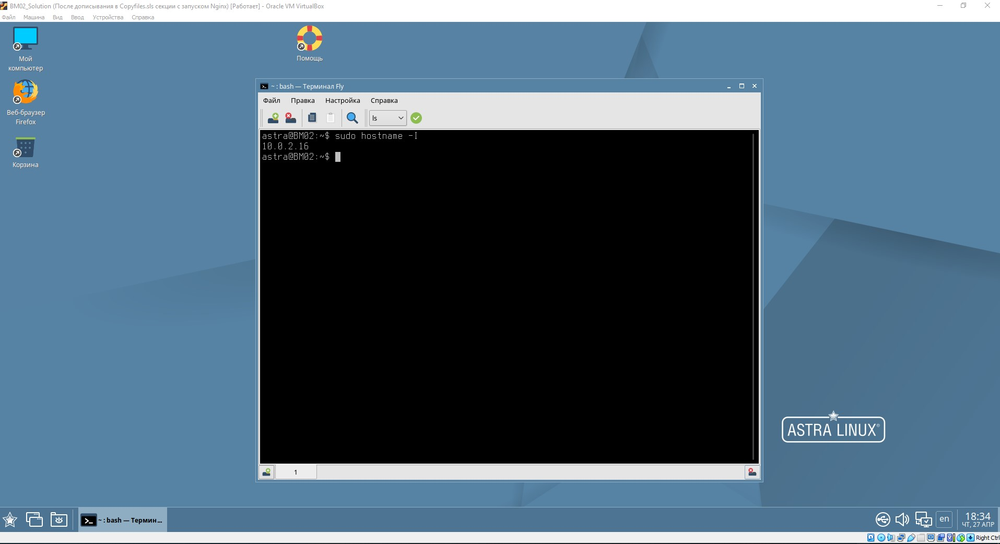 BM02_Solution (После дописывания в Copyfiles.sls секции с запуском Nginx) [Работает] - Oracle VM VirtualBox
Файл Машина Вид Ввод Устройства Справка
Мой
компьютер
Помощь
Веб-браузер
Firefox
Корзина
~ : bash — Терминал Fly
Файл Правка Настройка Справка
ls
astra@BM02:~$ sudo hostname -I
10.0.2.16
astra@BM02:~$
1
ASTRA LINUX®
~ : bash — Термин...
en
18:34
ЧТ, 27 АПР
Right Ctrl